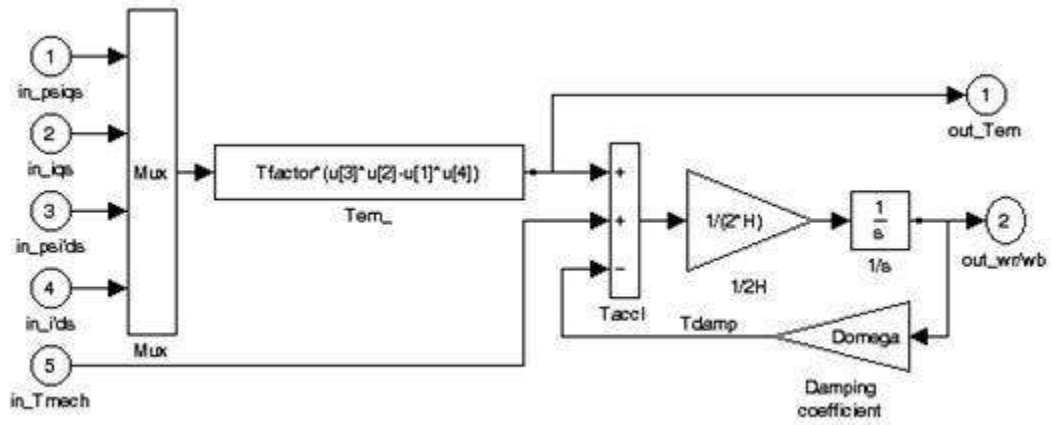 1
in_psiqs
2
in_iqs
3
in_psi'ds
4
in_i'ds
5
in_Tmech
Mux
Mux
Tfactor*(u[3]*u[2]-u[1]*u[4])
Tem_
+
+
−
Taccl
1/(2*H)
1/2H
1
s
1/s
1
out_Tem
2
out_wr/wb
Tdamp
Domega
Damping
coefficient